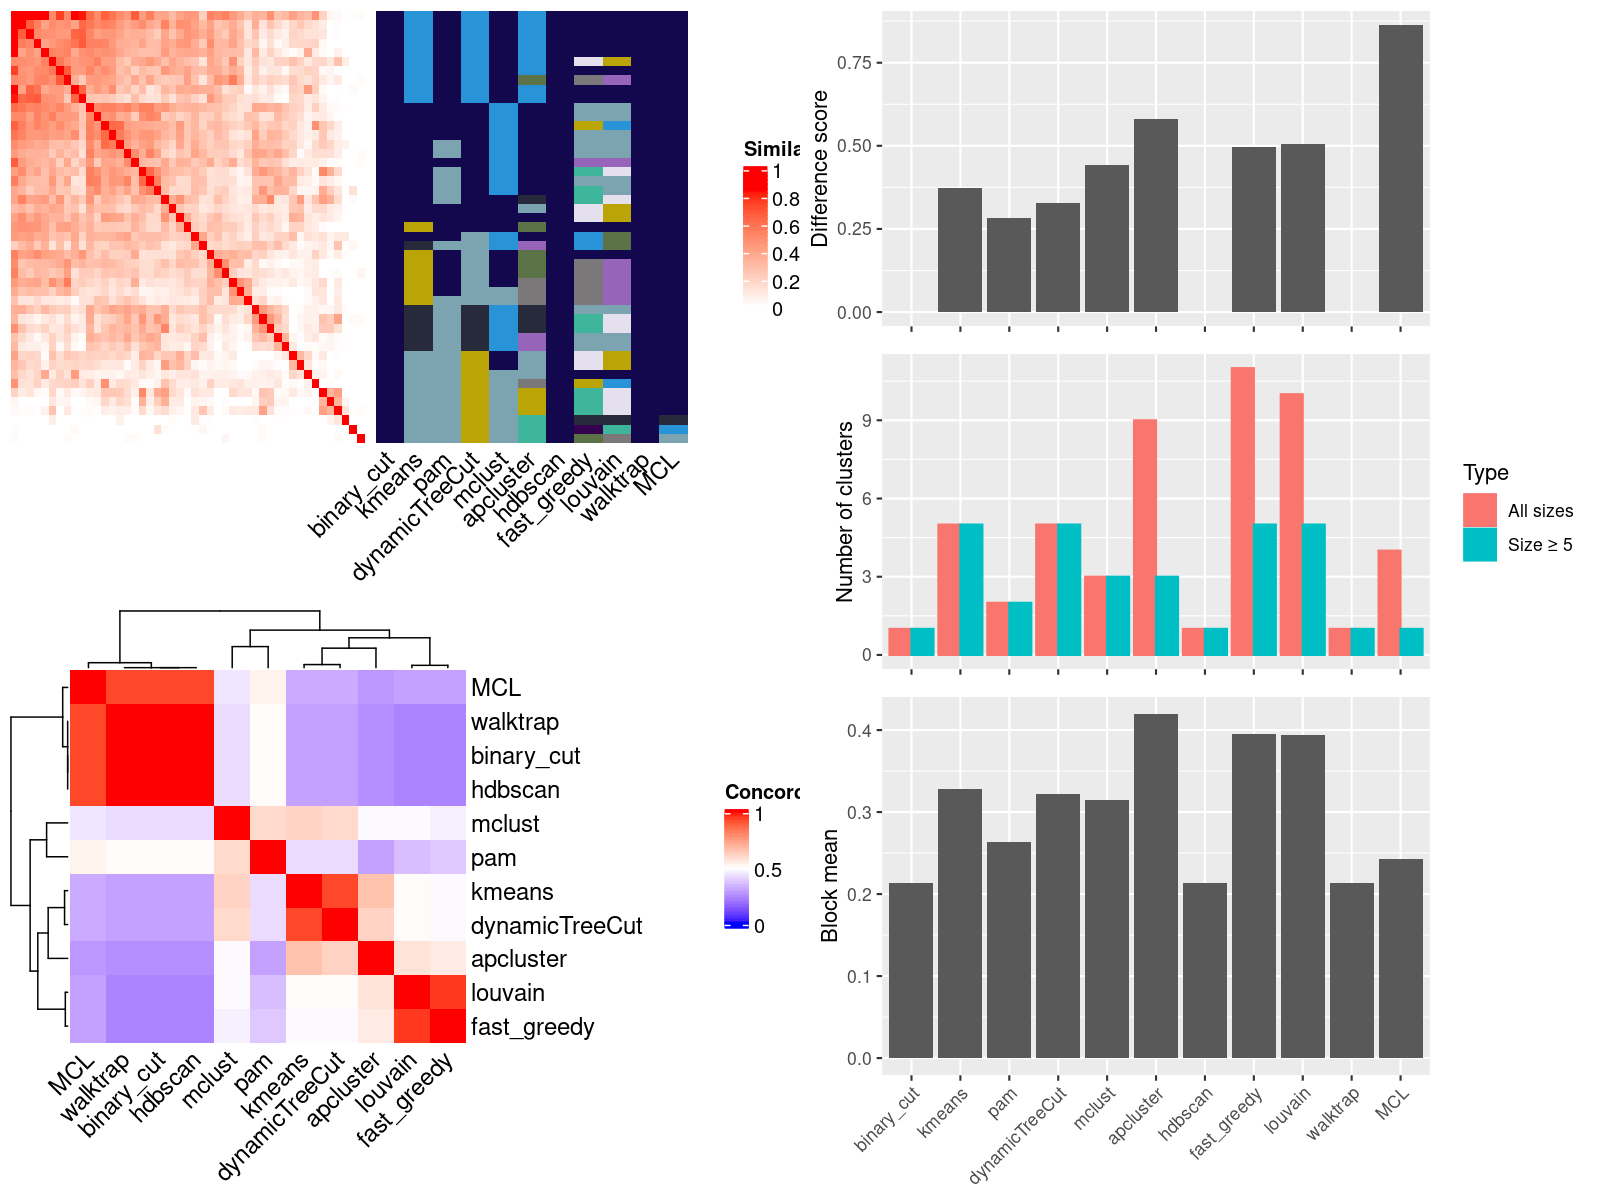 Simila
1
0.8
0.6
0.4
0.2
0
binary_cut
kmeans
pam
dynamicTreeCut
mclust
apcluster
hdbscan
fast_greedy
louvain
walktrap
MCL
MCL
walktrap
binary_cut
hdbscan
mclust
pam
kmeans
dynamicTreeCut
apcluster
louvain
fast_greedy
Concord
1
0.5
0
MCL
walktrap
binary_cut
hdbscan
mclust
pam
kmeans
dynamicTreeCut
apcluster
louvain
fast_greedy
Difference score
0.75
0.50
0.25
0.00
Number of clusters
9
6
3
0
Type
All sizes
Size ≥ 5
Block mean
0.4
0.3
0.2
0.1
0.0
binary_cut
kmeans
pam
dynamicTreeCut
mclust
apcluster
hdbscan
fast_greedy
louvain
walktrap
MCL